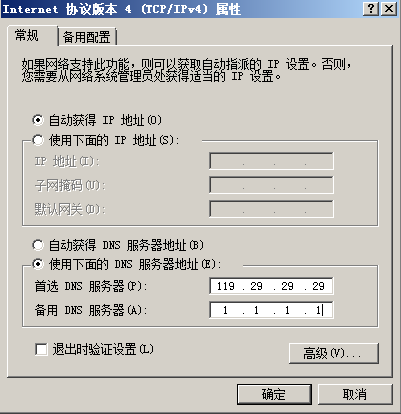 Internet 协议版本 4 (TCP/IPv4) 属性
常规 备用配置
如果网络支持此功能，则可以获取自动指派的 IP 设置。否则，
您需要从网络系统管理员处获得适当的 IP 设置。
自动获得 IP 地址(O)
使用下面的 IP 地址(S):
IP 地址(I):
子网掩码(U):
默认网关(D):
自动获得 DNS 服务器地址(B)
使用下面的 DNS 服务器地址(E):
首选 DNS 服务器(P): 119 . 29 . 29 . 29
备用 DNS 服务器(A): 1 . 1 . 1 . 1
退出时验证设置(L)
高级(V)...
确定 取消